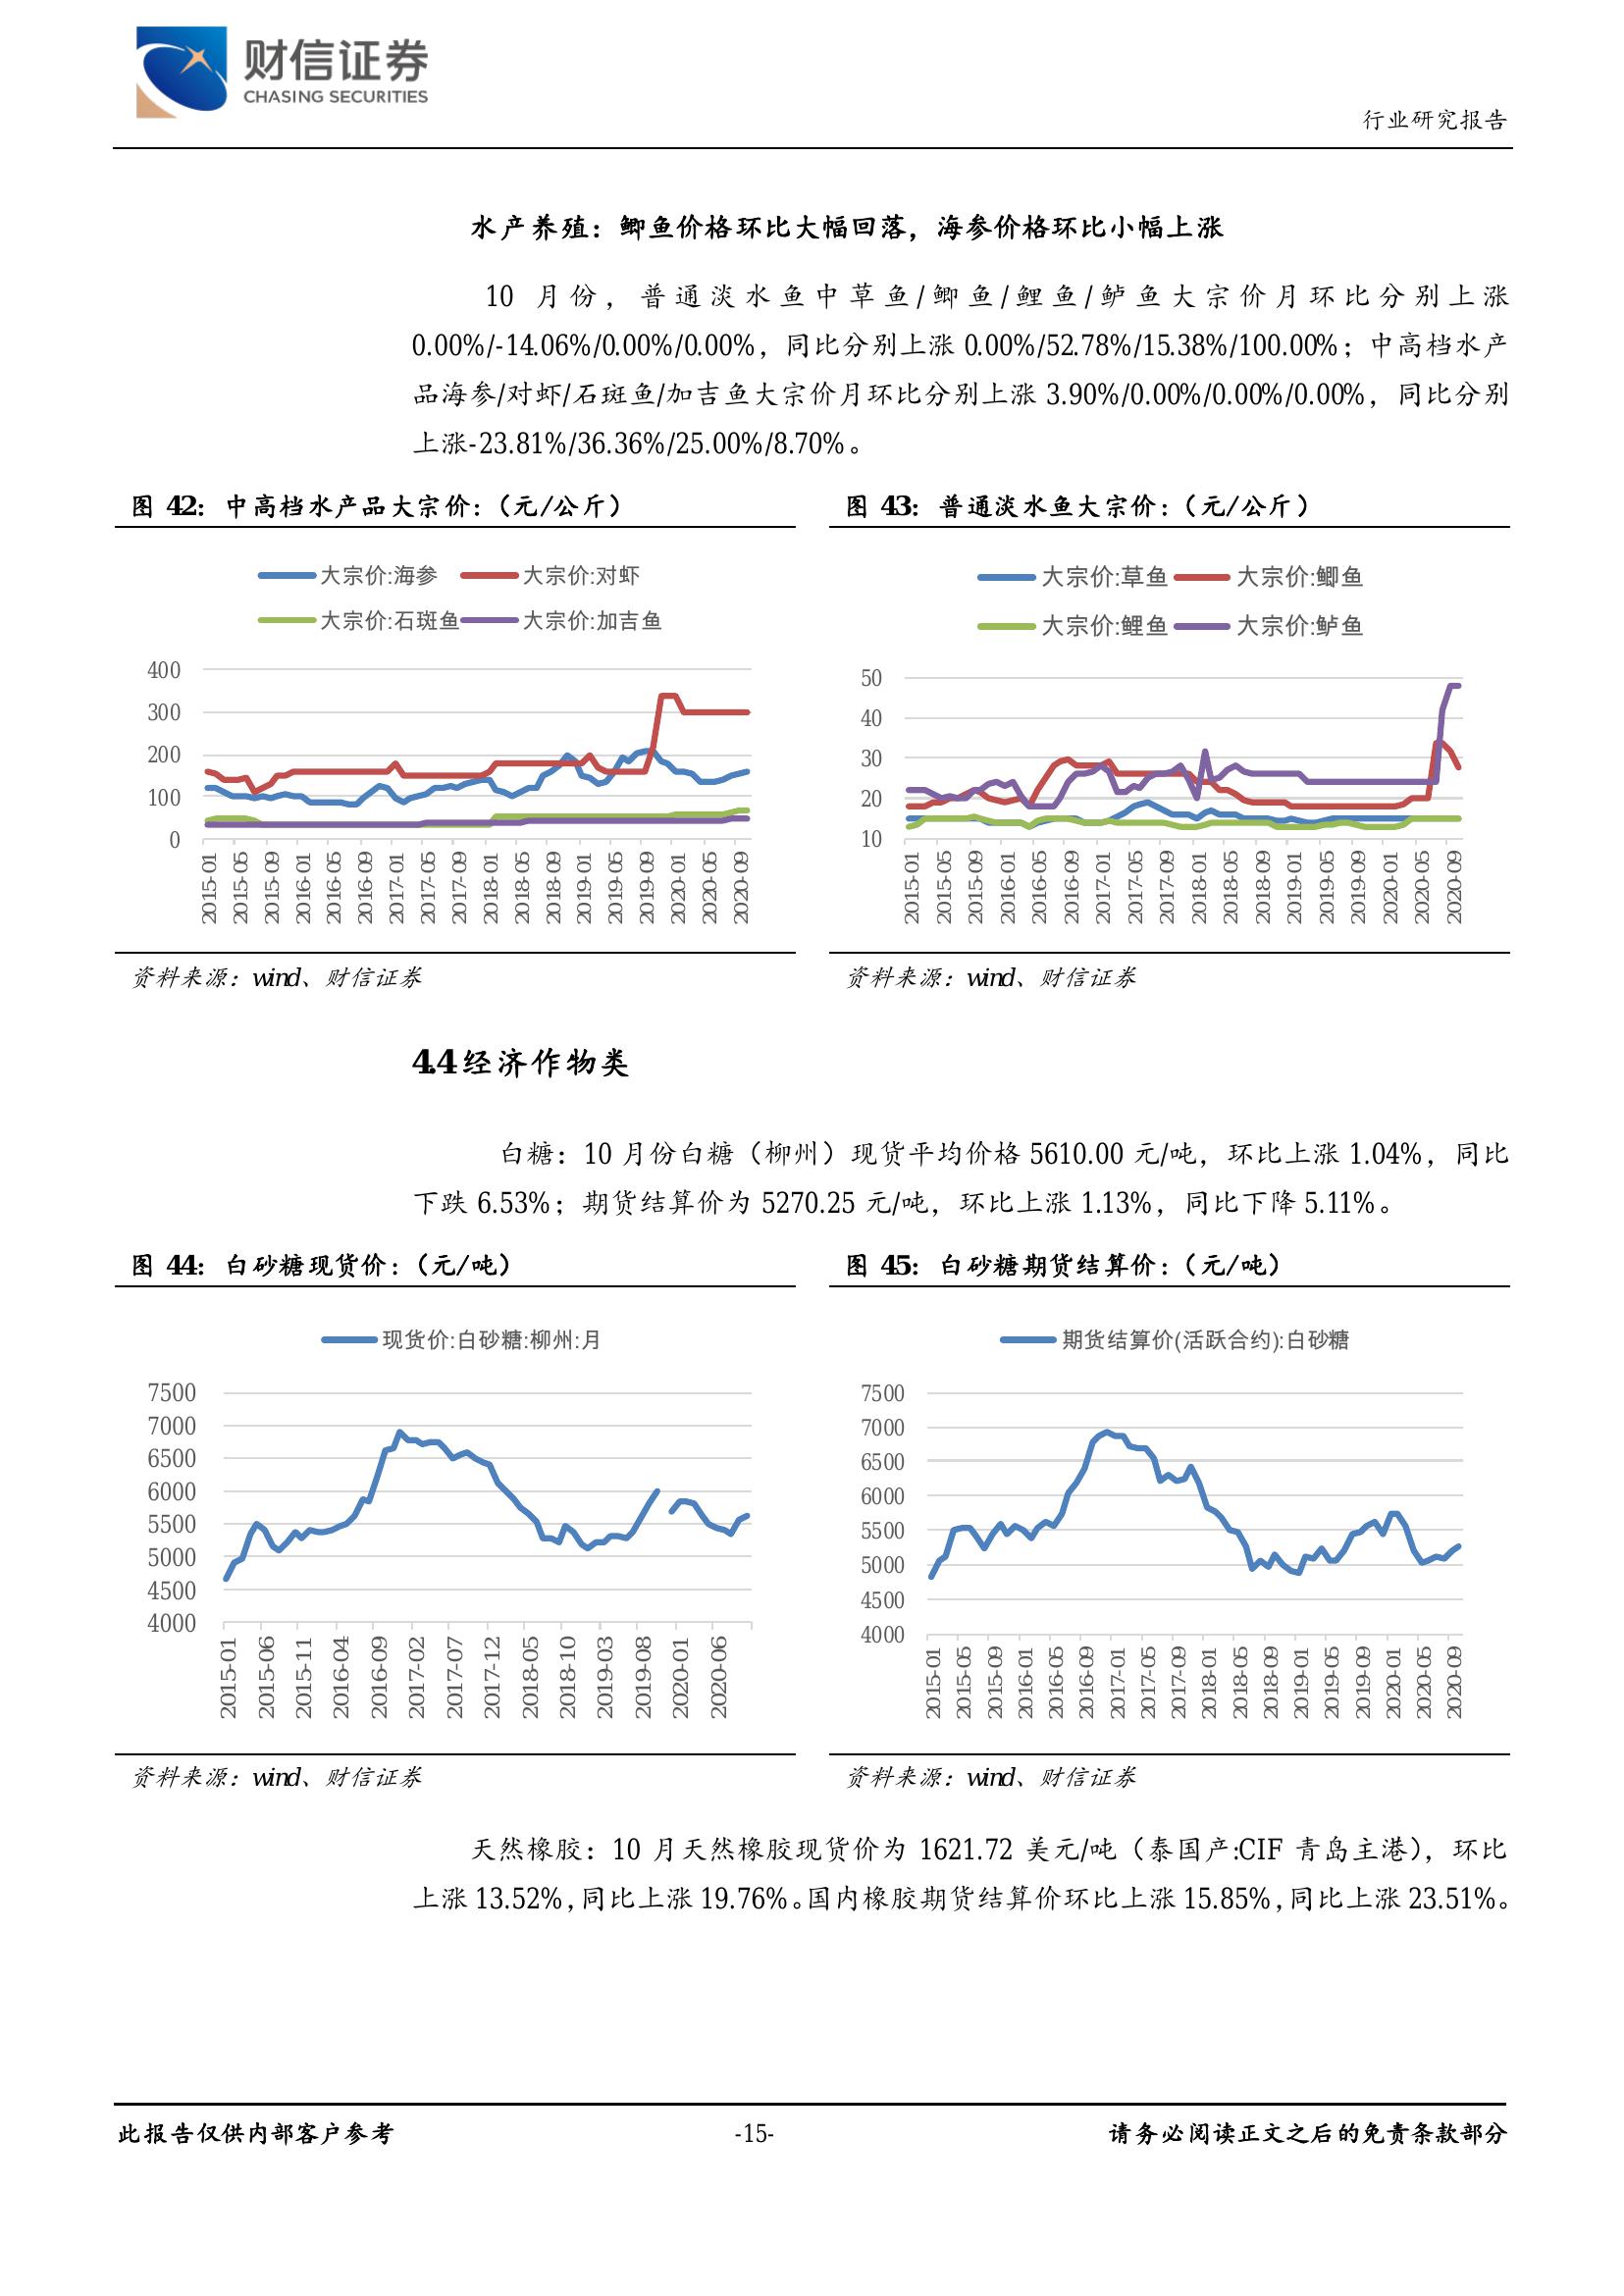 财信证券
CHASING SECURITIES
行业研究报告
水产养殖：鲫鱼价格环比大幅回落，海参价格环比小幅上涨
10 月份，普通淡水鱼中草鱼/鲫鱼/鲤鱼/鲈鱼大宗价月环比分别上涨
0.00%/-14.06%/0.00%/0.00%，同比分别上涨 0.00%/52.78%/15.38%/100.00%；中高档水产
品海参/对虾/石斑鱼/加吉鱼大宗价月环比分别上涨 3.90%/0.00%/0.00%/0.00%，同比分别
上涨-23.81%/36.36%/25.00%/8.70%。
图 42：中高档水产品大宗价：（元/公斤）
大宗价:海参 大宗价:对虾
大宗价:石斑鱼 大宗价:加吉鱼
400
300
200
100
0
2015-01 2015-05 2015-09 2016-01 2016-05 2016-09 2017-01 2017-05 2017-09 2018-01 2018-05 2018-09 2019-01 2019-05 2019-09 2020-01 2020-05 2020-09
资料来源：wind、财信证券
图 43：普通淡水鱼大宗价：（元/公斤）
大宗价:草鱼 大宗价:鲫鱼
大宗价:鲤鱼 大宗价:鲈鱼
50
40
30
20
10
2015-01 2015-05 2015-09 2016-01 2016-05 2016-09 2017-01 2017-05 2017-09 2018-01 2018-05 2018-09 2019-01 2019-05 2019-09 2020-01 2020-05 2020-09
资料来源：wind、财信证券
4.4 经济作物类
白糖：10 月份白糖（柳州）现货平均价格 5610.00 元/吨，环比上涨 1.04%，同比
下跌 6.53%；期货结算价为 5270.25 元/吨，环比上涨 1.13%，同比下降 5.11%。
图 44：白砂糖现货价：（元/吨）
现货价:白砂糖:柳州:月
7500
7000
6500
6000
5500
5000
4500
4000
2015-01 2015-06 2015-11 2016-04 2016-09 2017-02 2017-07 2017-12 2018-05 2018-10 2019-03 2019-08 2020-01 2020-06
资料来源：wind、财信证券
图 45：白砂糖期货结算价：（元/吨）
期货结算价(活跃合约):白砂糖
7500
7000
6500
6000
5500
5000
4500
4000
2015-01 2015-05 2015-09 2016-01 2016-05 2016-09 2017-01 2017-05 2017-09 2018-01 2018-05 2018-09 2019-01 2019-05 2019-09 2020-01 2020-05 2020-09
资料来源：wind、财信证券
天然橡胶：10 月天然橡胶现货价为 1621.72 美元/吨（泰国产:CIF 青岛主港），环比
上涨 13.52%，同比上涨 19.76%。国内橡胶期货结算价环比上涨 15.85%，同比上涨 23.51%。
此报告仅供内部客户参考
-15-
请务必阅读正文之后的免责条款部分